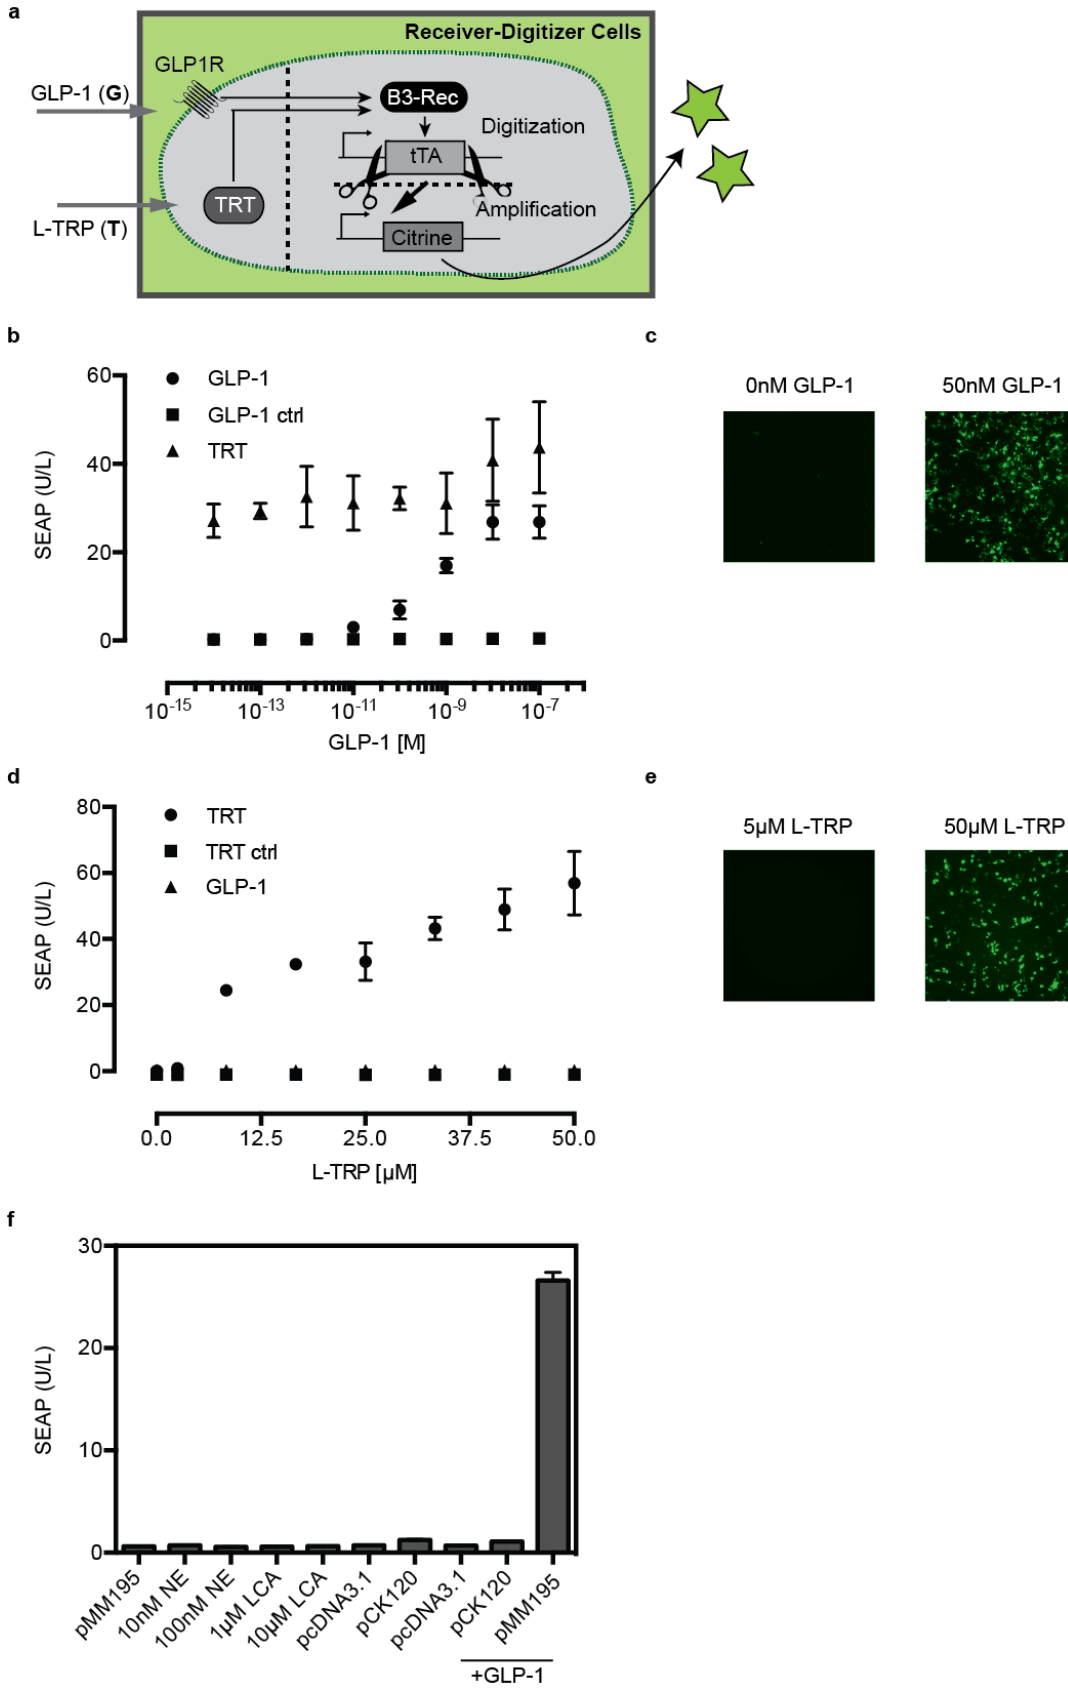 a
Receiver-Digitizer Cells
GLP1R
GLP-1 (G)
B3-Rec
Digitization
tTA
TRT
Amplification
L-TRP (T)
Citrine
b
60
40
20
0
SEAP (U/L)
GLP-1
GLP-1 ctrl
TRT
10-15
10-13
10-11
10-9
10-7
GLP-1 [M]
c
0nM GLP-1
50nM GLP-1
d
80
60
40
20
0
SEAP (U/L)
TRT
TRT ctrl
GLP-1
0.0
12.5
25.0
37.5
50.0
L-TRP [µM]
e
5µM L-TRP
50µM L-TRP
f
30
20
10
0
SEAP (U/L)
pMM195
10nM NE
100nM NE
1µM LCA
10µM LCA
pcDNA3.1
pCK120
pcDNA3.1
pCK120
pMM195
+GLP-1